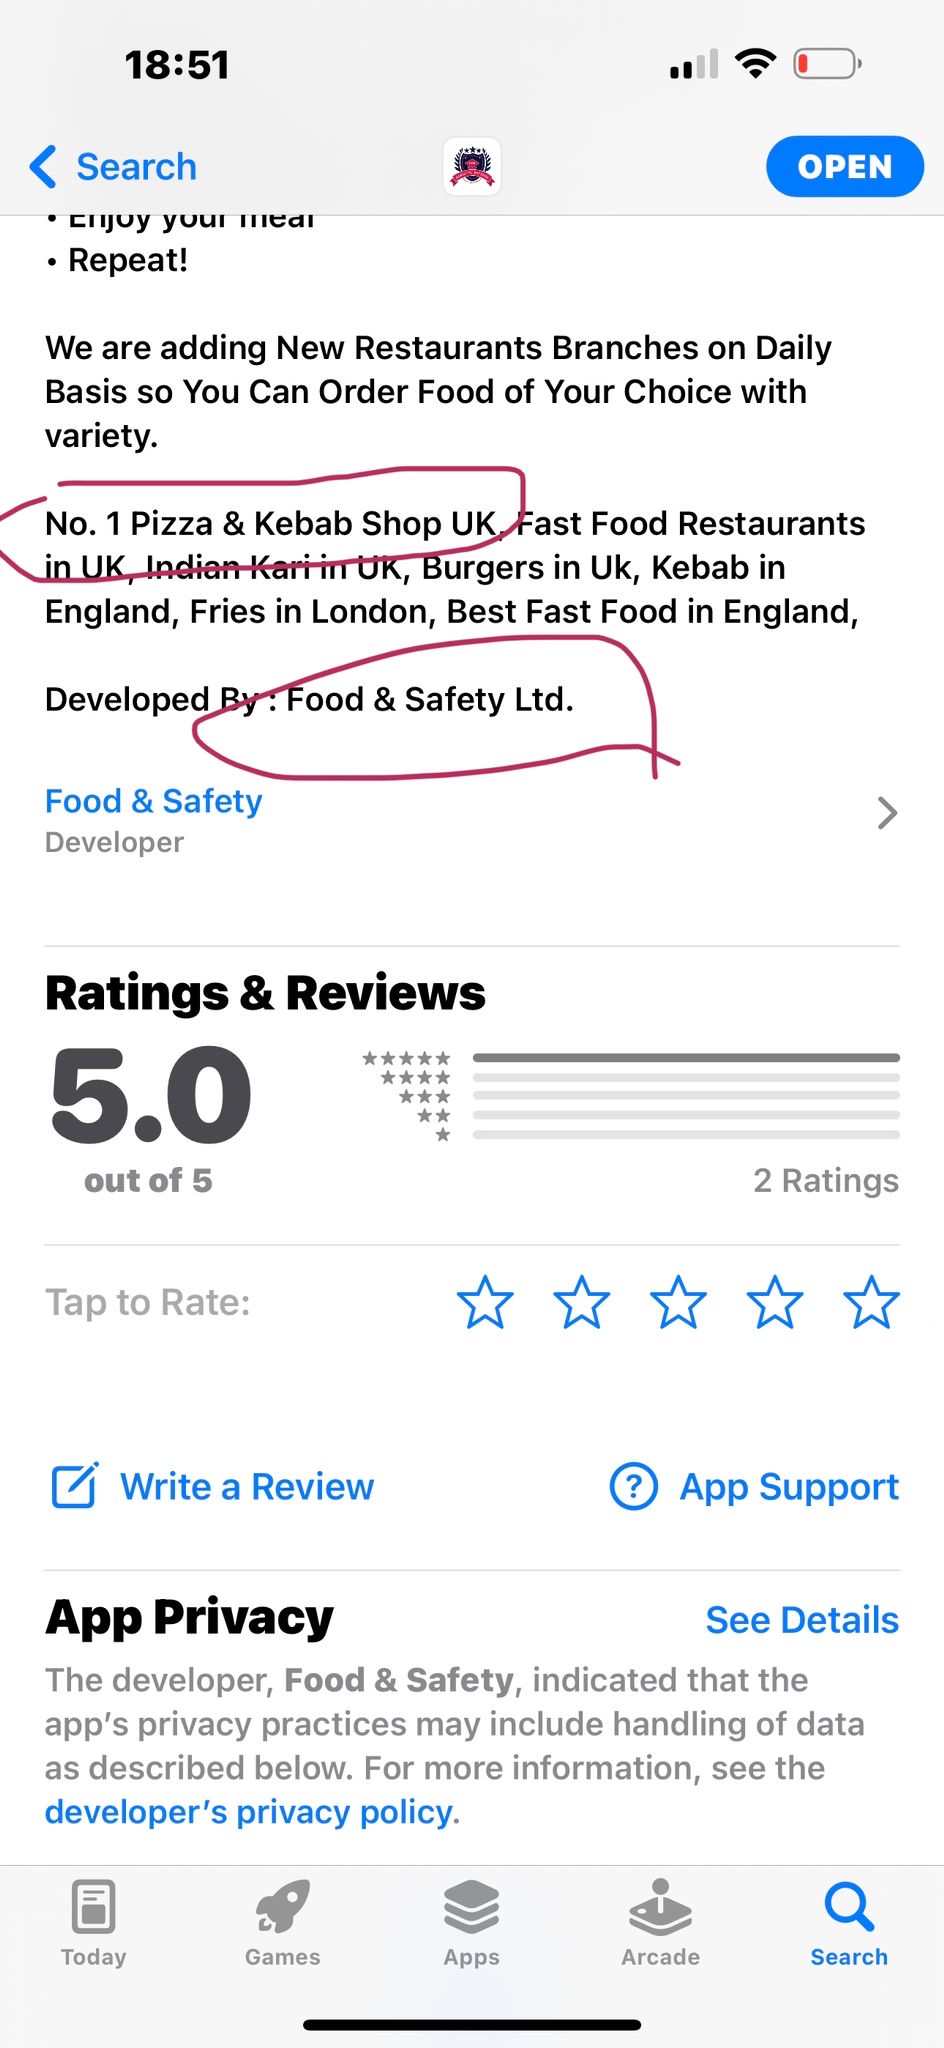 18:51
Search
OPEN
• Enjoy your meal
• Repeat!
We are adding New Restaurants Branches on Daily
Basis so You Can Order Food of Your Choice with
variety.
No. 1 Pizza & Kebab Shop UK, Fast Food Restaurants
in UK, Indian Kari in UK, Burgers in Uk, Kebab in
England, Fries in London, Best Fast Food in England,
Developed By : Food & Safety Ltd.
Food & Safety
Developer
Ratings & Reviews
5.0
out of 5
2 Ratings
Tap to Rate:
Write a Review
App Support
App Privacy
See Details
The developer, Food & Safety, indicated that the
app’s privacy practices may include handling of data
as described below. For more information, see the
developer’s privacy policy.
Today
Games
Apps
Arcade
Search